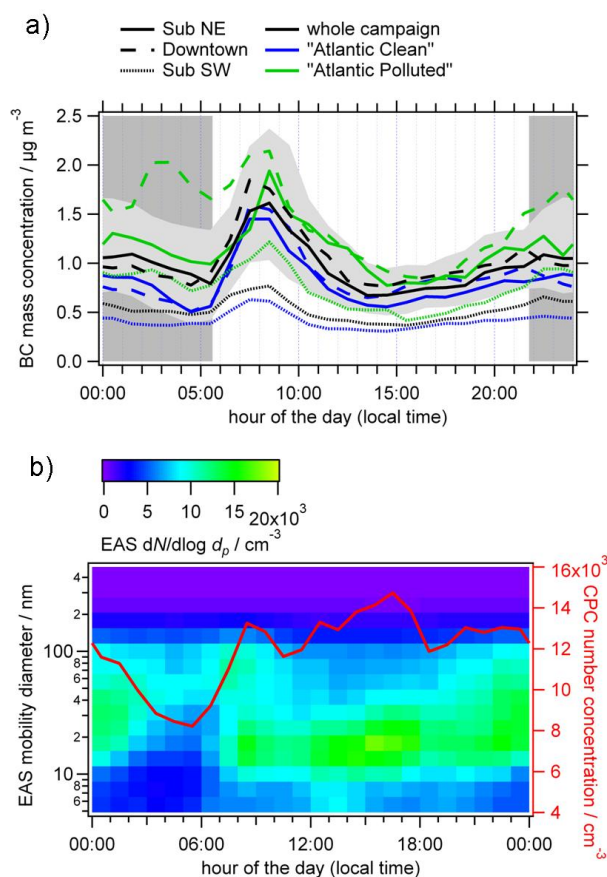 a)
Sub NE whole campaign
Downtown "Atlantic Clean"
Sub SW "Atlantic Polluted"
BC mass concentration / µg m⁻³
2.5
2.0
1.5
1.0
0.5
0.0
00:00 05:00 10:00 15:00 20:00
hour of the day (local time)
b)
0 5 10 15 20x10³
EAS dN/dlog dₚ / cm⁻³
EAS mobility diameter / nm
4
2
100
8
6
4
2
10
8
6
16x10³
14
12
10
8
6
4
CPC number concentration / cm⁻³
00:00 06:00 12:00 18:00 00:00
hour of the day (local time)